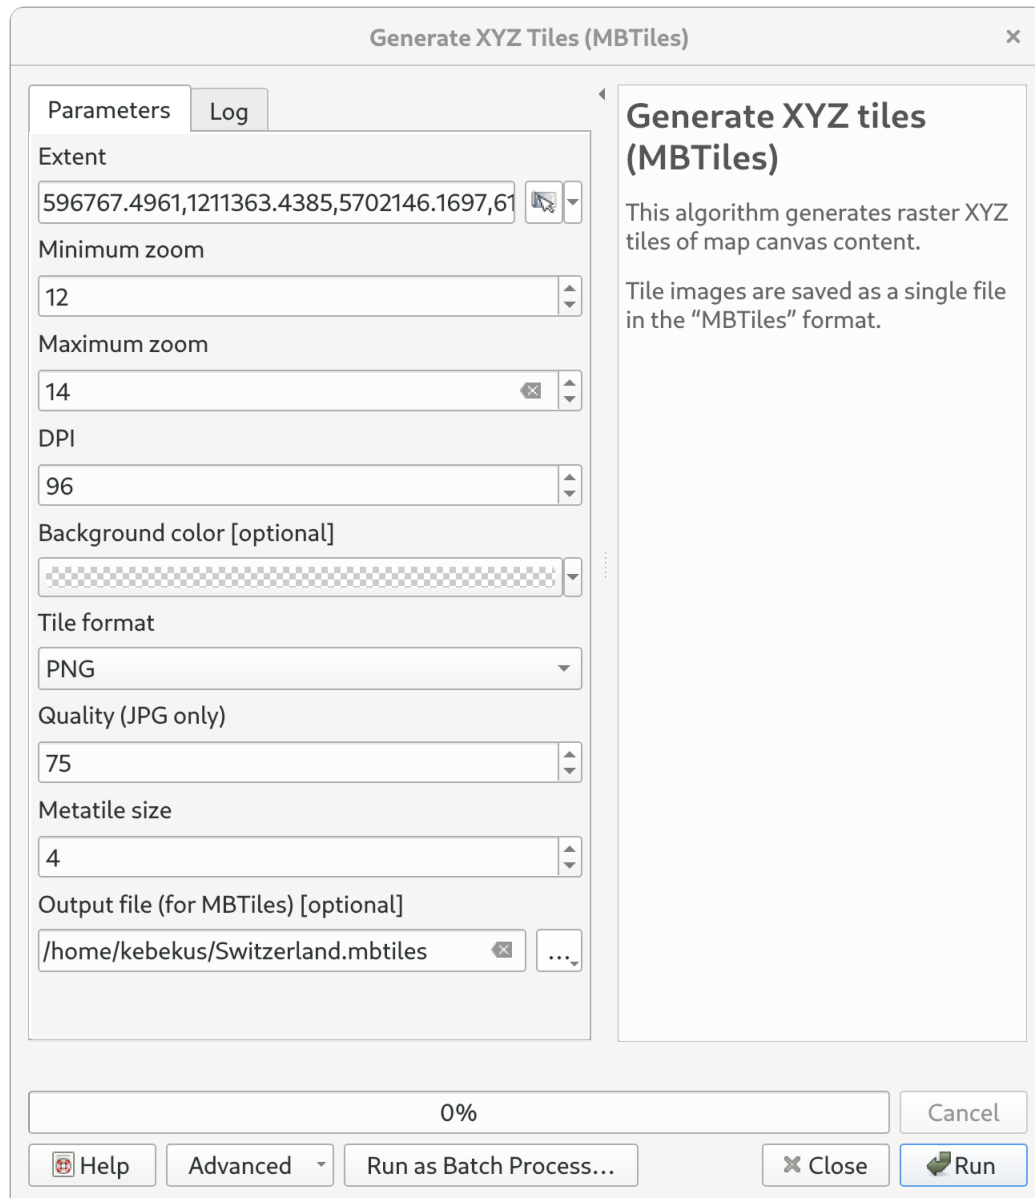 Generate XYZ Tiles (MBTiles)
Parameters
Log
Extent
596767.4961,1211363.4385,5702146.1697,61
Minimum zoom
12
Maximum zoom
14
DPI
96
Background color [optional]
Tile format
PNG
Quality (JPG only)
75
Metatile size
4
Output file (for MBTiles) [optional]
/home/kebekus/Switzerland.mbtiles
...
Generate XYZ tiles
(MBTiles)
This algorithm generates raster XYZ
tiles of map canvas content.
Tile images are saved as a single file
in the “MBTiles” format.
0%
Cancel
Help
Advanced
Run as Batch Process...
Close
Run